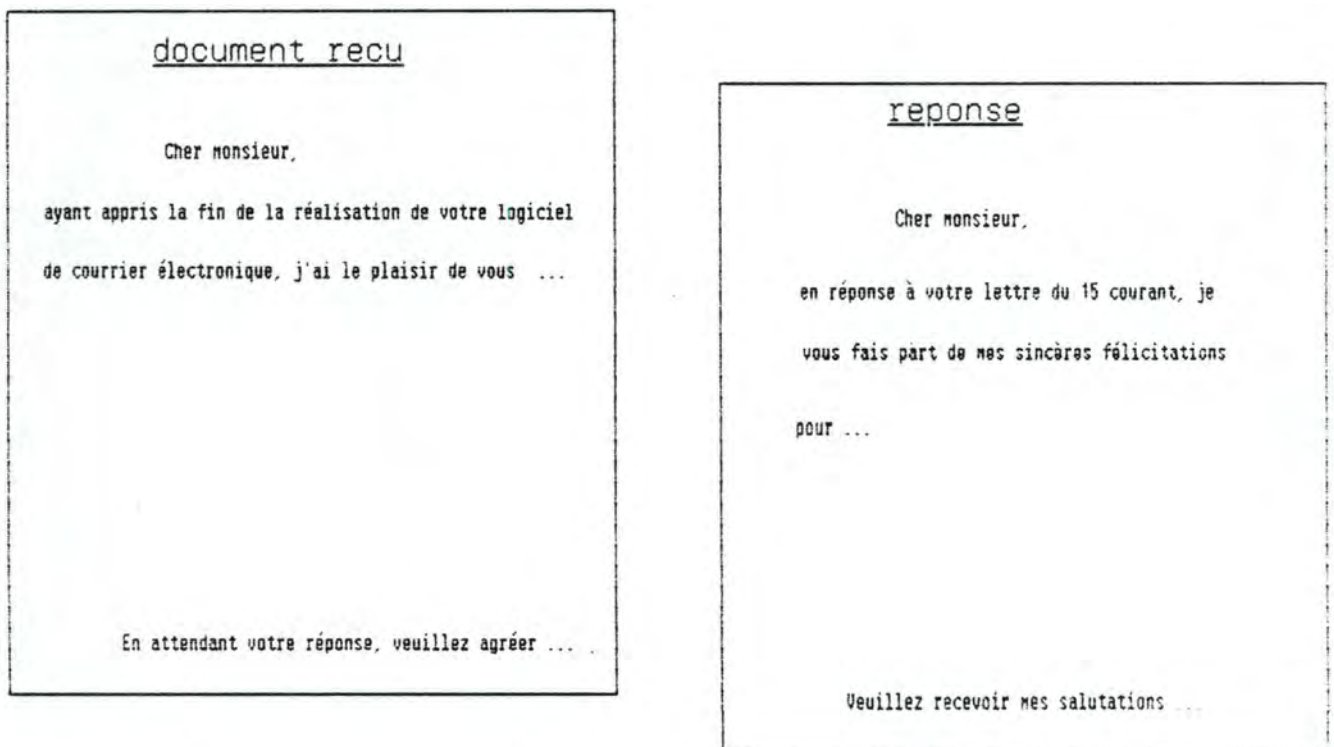 document recu
Cher monsieur,
ayant appris la fin de la réalisation de votre logiciel
de courrier électronique, j'ai le plaisir de vous ...
En attendant votre réponse, veuillez agréer ...
reponse
Cher monsieur,
en réponse à votre lettre du 15 courant, je
vous fais part de mes sincères félicitations
pour ...
Veuillez recevoir mes salutations ...